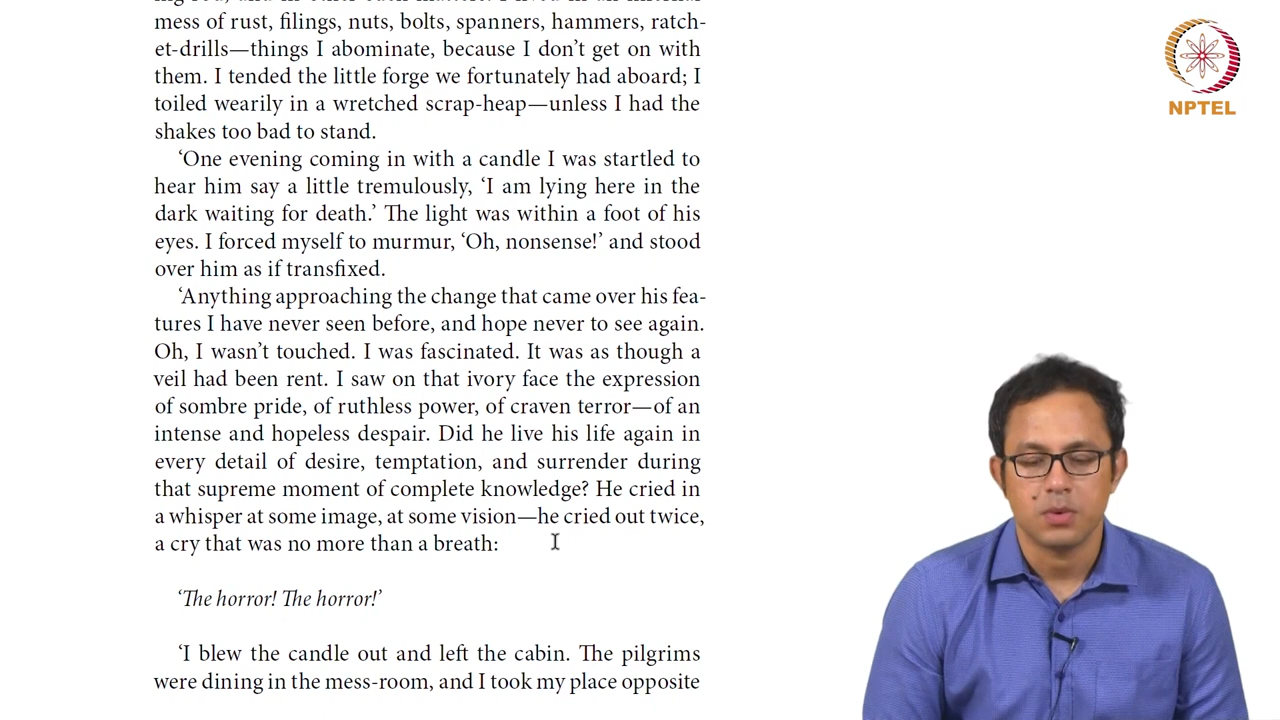 mess of rust, filings, nuts, bolts, spanners, hammers, ratch-
et-drills—things I abominate, because I don’t get on with
them. I tended the little forge we fortunately had aboard; I
toiled wearily in a wretched scrap-heap—unless I had the
shakes too bad to stand.
‘One evening coming in with a candle I was startled to
hear him say a little tremulously, ‘I am lying here in the
dark waiting for death.’ The light was within a foot of his
eyes. I forced myself to murmur, ‘Oh, nonsense!’ and stood
over him as if transfixed.
‘Anything approaching the change that came over his fea-
tures I have never seen before, and hope never to see again.
Oh, I wasn’t touched. I was fascinated. It was as though a
veil had been rent. I saw on that ivory face the expression
of sombre pride, of ruthless power, of craven terror—of an
intense and hopeless despair. Did he live his life again in
every detail of desire, temptation, and surrender during
that supreme moment of complete knowledge? He cried in
a whisper at some image, at some vision—he cried out twice,
a cry that was no more than a breath:
‘The horror! The horror!’
‘I blew the candle out and left the cabin. The pilgrims
were dining in the mess-room, and I took my place opposite
NPTEL